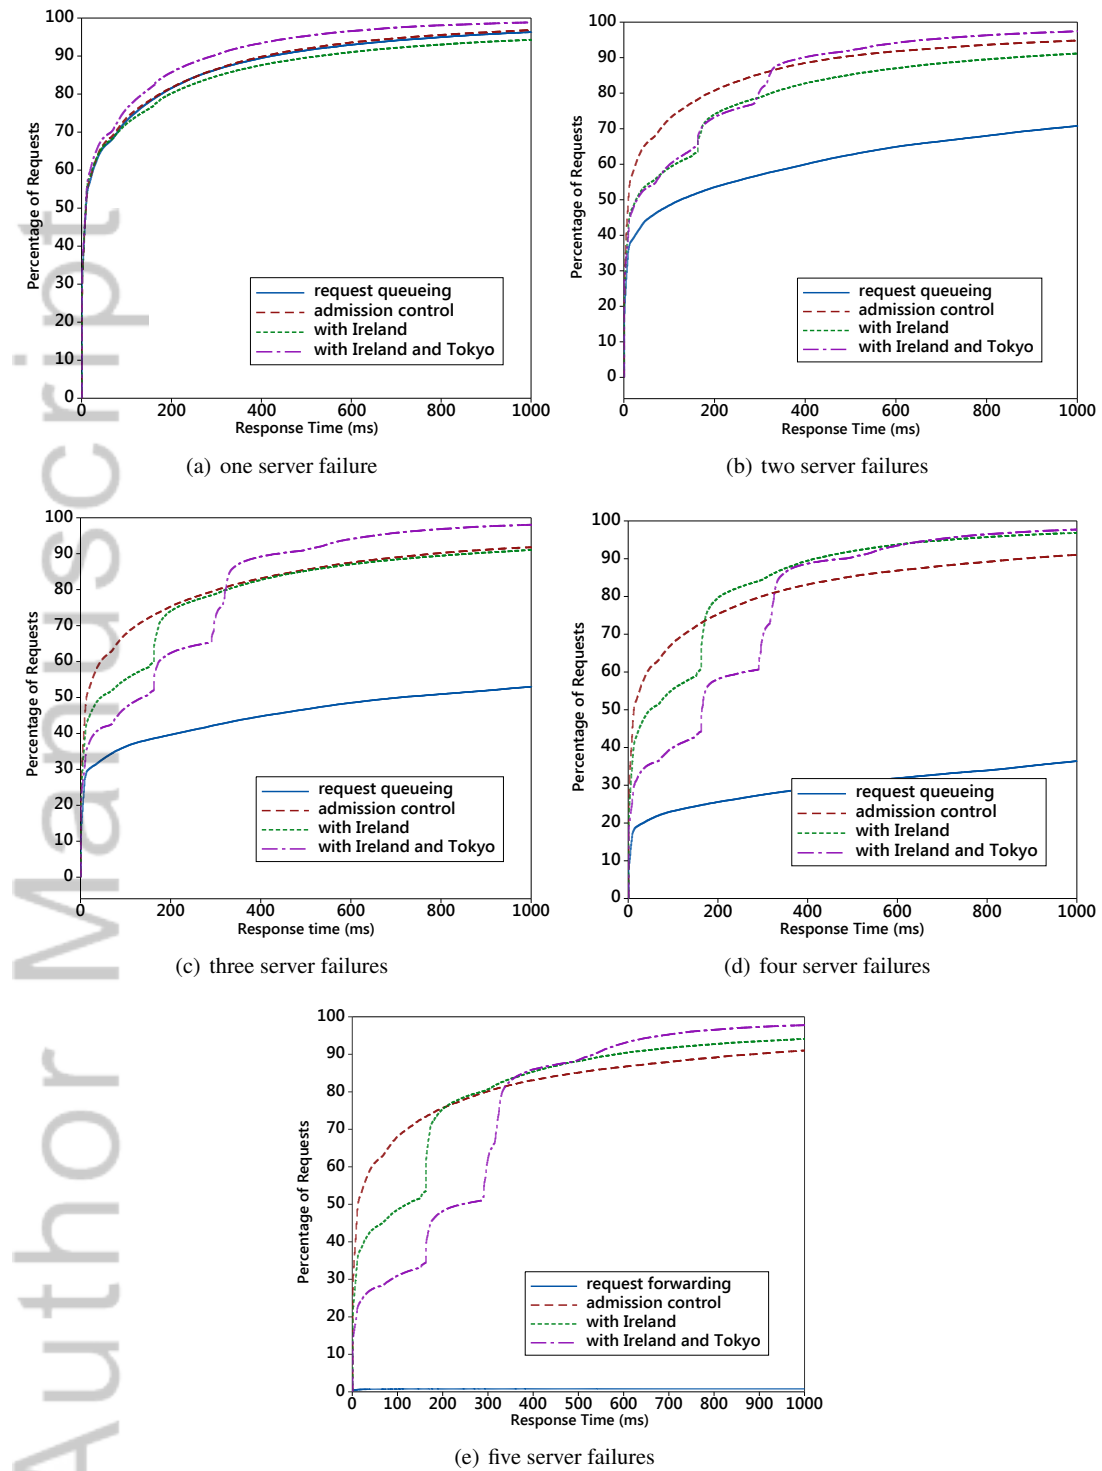 Author Manuscript
100
90
80
70
60
50
40
30
20
10
0
Percentage of Requests
request queueing
admission control
with Ireland
with Ireland and Tokyo
0 200 400 600 800 1000
Response Time (ms)
(a) one server failure
100
90
80
70
60
50
40
30
20
10
0
Percentage of Requests
request queueing
admission control
with Ireland
with Ireland and Tokyo
0 200 400 600 800 1000
Response Time (ms)
(b) two server failures
100
90
80
70
60
50
40
30
20
10
0
Percentage of Requests
request queueing
admission control
with Ireland
with Ireland and Tokyo
0 200 400 600 800 1000
Response time (ms)
(c) three server failures
100
90
80
70
60
50
40
30
20
10
0
Percentage of Requests
request queueing
admission control
with Ireland
with Ireland and Tokyo
0 200 400 600 800 1000
Response Time (ms)
(d) four server failures
100
90
80
70
60
50
40
30
20
10
0
Percentage of Requests
request forwarding
admission control
with Ireland
with Ireland and Tokyo
0 100 200 300 400 500 600 700 800 900 1000
Response Time (ms)
(e) five server failures